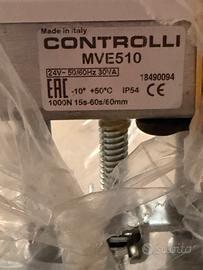 Made in Italy
CONTROLLI
MVE510
24V~ 50/60Hz 30VA
18490094
EAC -10° +50°C IP54 CE
1000N 15s-60s/60mm
Subito